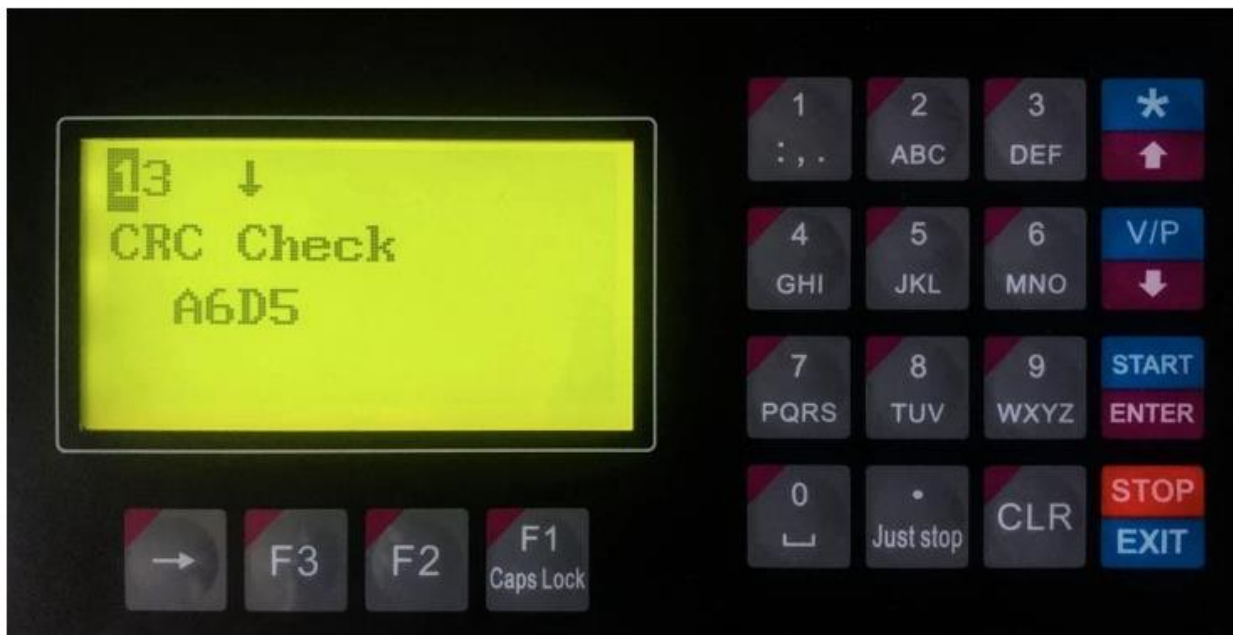 13 ↓
CRC Check
A6D5
1
: , .
2
ABC
3
DEF
*
4
GHI
5
JKL
6
MNO
V/P
7
PQRS
8
TUV
9
WXYZ
START
ENTER
0
.
Just stop
CLR
STOP
EXIT
→
F3
F2
F1
Caps Lock